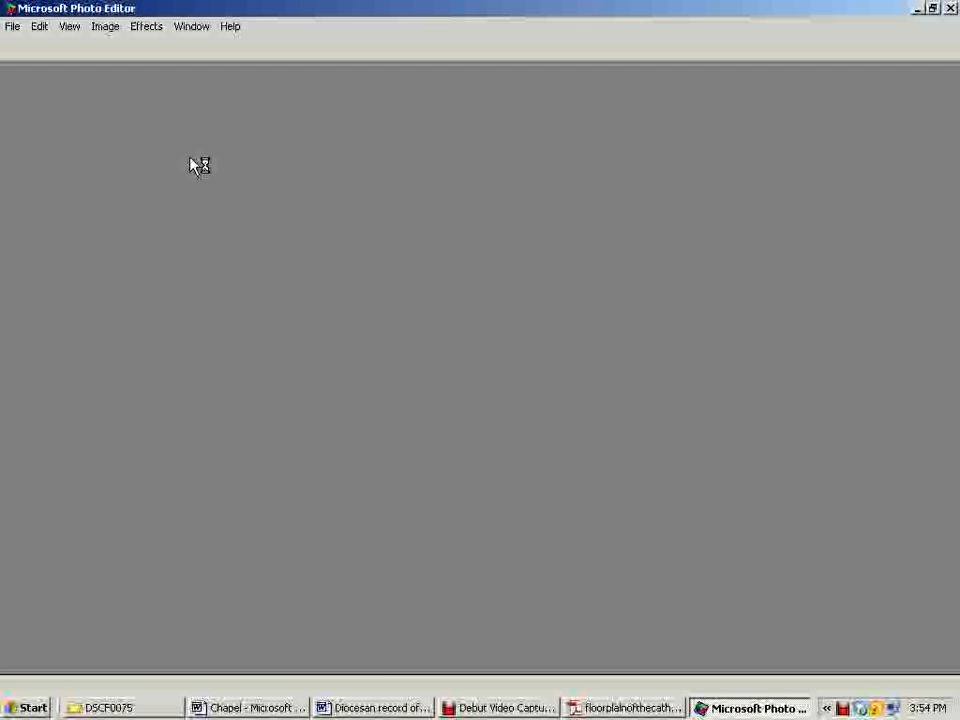 Microsoft Photo Editor
File Edit View Image Effects Window Help
Start DSCF0075 Chapel - Microsoft ... Diocesan record of... Debut Video Captu... floorplainofthecath... Microsoft Photo ... « 3:54 PM